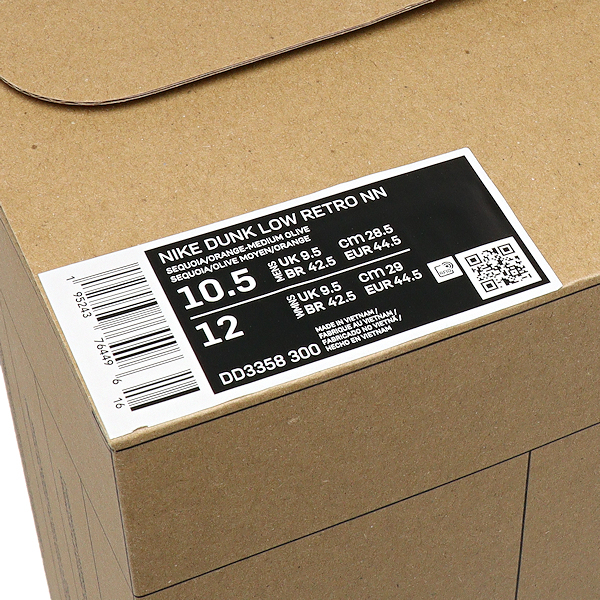 NIKE DUNK LOW RETRO NN
SEQUOIA/ORANGE-MEDIUM OLIVE
SEQUOIA/OLIVE MOYEN/ORANGE
10.5 MENS UK 9.5 cm 28.5
BR 42.5 EUR 44.5
12 WMNS UK 9.5 cm 29
BR 42.5 EUR 44.5
DD3358 300
MADE IN VIETNAM /
FABRIQUE AU VIETNAM /
FABRICADO NO VIETNÃ /
HECHO EN VIETNAM
1 95243 76449 6 16